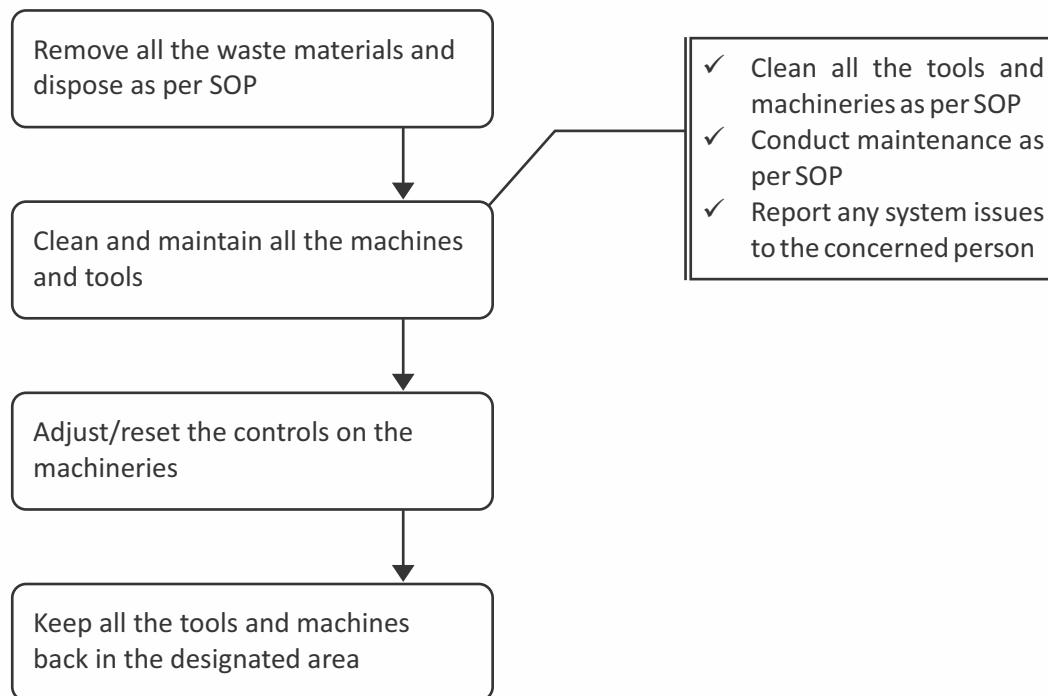 Remove all the waste materials and
dispose as per SOP
Clean and maintain all the machines
and tools
✓ Clean all the tools and
machineries as per SOP
✓ Conduct maintenance as
per SOP
✓ Report any system issues
to the concerned person
Adjust/reset the controls on the
machineries
Keep all the tools and machines
back in the designated area